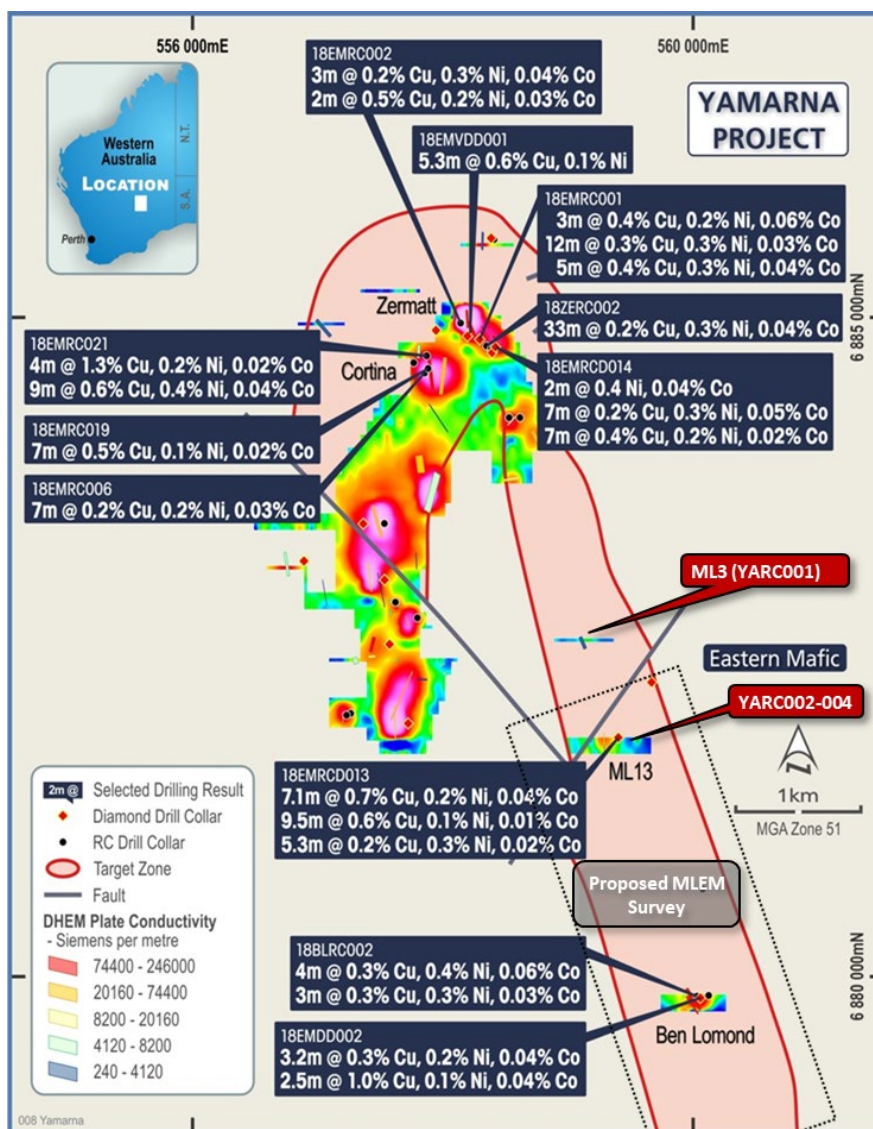 556 000mE
560 000mE
Western
Australia
LOCATION
Perth
N.T.
S.A.
YAMARNA
PROJECT
18EMRC002
3m @ 0.2% Cu, 0.3% Ni, 0.04% Co
2m @ 0.5% Cu, 0.2% Ni, 0.03% Co
18EMVDD001
5.3m @ 0.6% Cu, 0.1% Ni
18EMRC001
3m @ 0.4% Cu, 0.2% Ni, 0.06% Co
12m @ 0.3% Cu, 0.3% Ni, 0.03% Co
5m @ 0.4% Cu, 0.3% Ni, 0.04% Co
Zermatt
6 885 000mN
18ZERC002
33m @ 0.2% Cu, 0.3% Ni, 0.04% Co
18EMRC021
4m @ 1.3% Cu, 0.2% Ni, 0.02% Co
9m @ 0.6% Cu, 0.4% Ni, 0.04% Co
Cortina
18EMRCD014
2m @ 0.4 Ni, 0.04% Co
7m @ 0.2% Cu, 0.3% Ni, 0.05% Co
7m @ 0.4% Cu, 0.2% Ni, 0.02% Co
18EMRC019
7m @ 0.5% Cu, 0.1% Ni, 0.02% Co
18EMRC006
7m @ 0.2% Cu, 0.2% Ni, 0.03% Co
ML3 (YARC001)
Eastern Mafic
YARC002-004
ML13
N
1km
MGA Zone 51
18EMRCD013
7.1m @ 0.7% Cu, 0.2% Ni, 0.04% Co
9.5m @ 0.6% Cu, 0.1% Ni, 0.01% Co
5.3m @ 0.2% Cu, 0.3% Ni, 0.02% Co
2m @ Selected Drilling Result
Diamond Drill Collar
RC Drill Collar
Target Zone
Fault
DHEM Plate Conductivity
- Siemens per metre
74400 - 246000
20160 - 74400
8200 - 20160
4120 - 8200
240 - 4120
Proposed MLEM
Survey
18BLRC002
4m @ 0.3% Cu, 0.4% Ni, 0.06% Co
3m @ 0.3% Cu, 0.3% Ni, 0.03% Co
6 880 000mN
Ben Lomond
18EMDD002
3.2m @ 0.3% Cu, 0.2% Ni, 0.04% Co
2.5m @ 1.0% Cu, 0.1% Ni, 0.04% Co
008 Yamarna